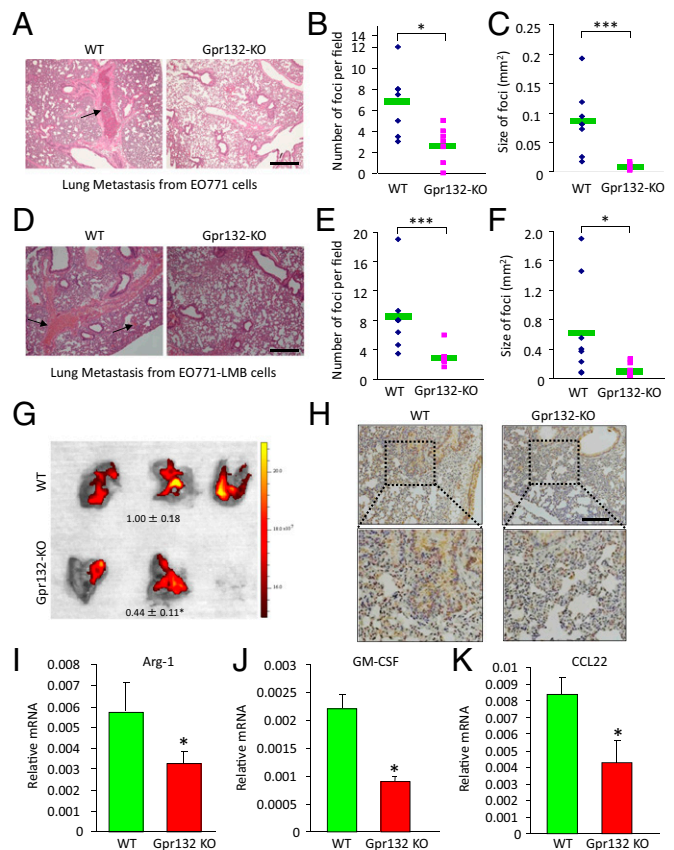 A
WT
Gpr132-KO
Lung Metastasis from EO771 cells
B
Number of foci per field
14
12
10
8
6
4
2
0
*
WT
Gpr132-KO
C
Size of foci (mm²)
0.25
0.2
0.15
0.1
0.05
0
***
WT
Gpr132-KO
D
WT
Gpr132-KO
Lung Metastasis from EO771-LMB cells
E
Number of foci per field
20
16
12
8
4
0
***
WT
Gpr132-KO
F
Size of foci (mm²)
2.0
1.6
1.2
0.8
0.4
0
*
WT
Gpr132-KO
G
WT
1.00 ± 0.18
Gpr132-KO
0.44 ± 0.11*
H
WT
Gpr132-KO
I
Arg-1
Relative mRNA
0.008
0.007
0.006
0.005
0.004
0.003
0.002
0.001
0
*
WT
Gpr132 KO
J
GM-CSF
Relative mRNA
0.003
0.0025
0.002
0.0015
0.001
0.0005
0
*
WT
Gpr132 KO
K
CCL22
Relative mRNA
0.01
0.009
0.008
0.007
0.006
0.005
0.004
0.003
0.002
0.001
0
*
WT
Gpr132 KO